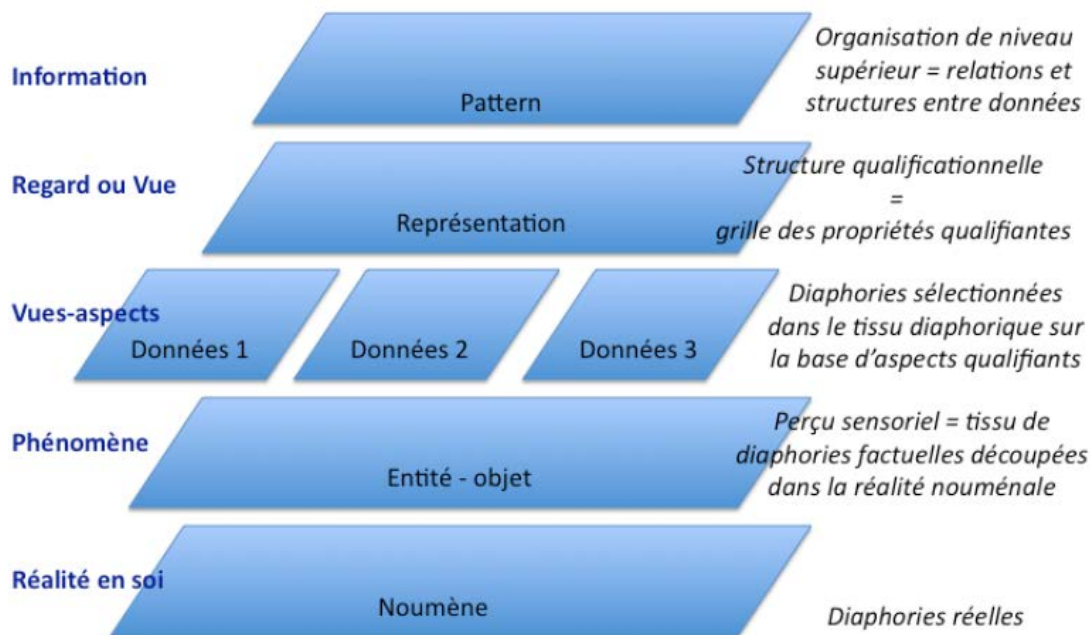 Information
Pattern
Organisation de niveau
supérieur = relations et
structures entre données
Regard ou Vue
Représentation
Structure qualificationnelle
=
grille des propriétés qualifiantes
Vues-aspects
Données 1
Données 2
Données 3
Diaphories sélectionnées
dans le tissu diaphorique sur
la base d’aspects qualifiants
Phénomène
Entité - objet
Perçu sensoriel = tissu de
diaphories factuelles découpées
dans la réalité nouménale
Réalité en soi
Noumène
Diaphories réelles